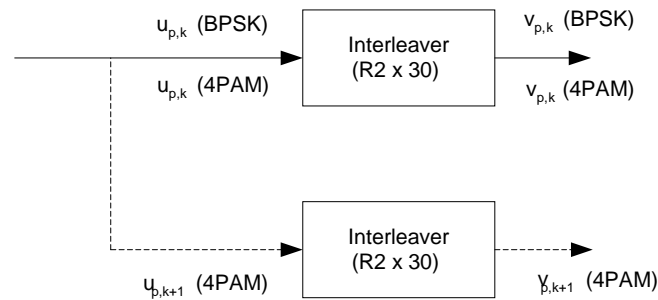 u_{p,k} (BPSK)
Interleaver
(R2 x 30)
v_{p,k} (BPSK)
u_{p,k} (4PAM)
v_{p,k} (4PAM)
Interleaver
(R2 x 30)
u_{p,k+1} (4PAM)
v_{p,k+1} (4PAM)